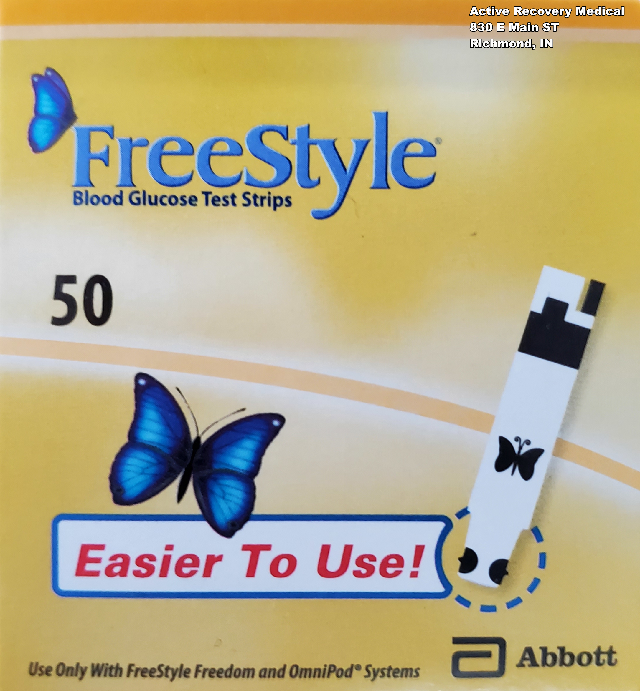 Active Recovery Medical
830 E Main ST
Richmond, IN
FreeStyle®
Blood Glucose Test Strips
50
Easier To Use!
Use Only With FreeStyle Freedom and OmniPod® Systems
Abbott